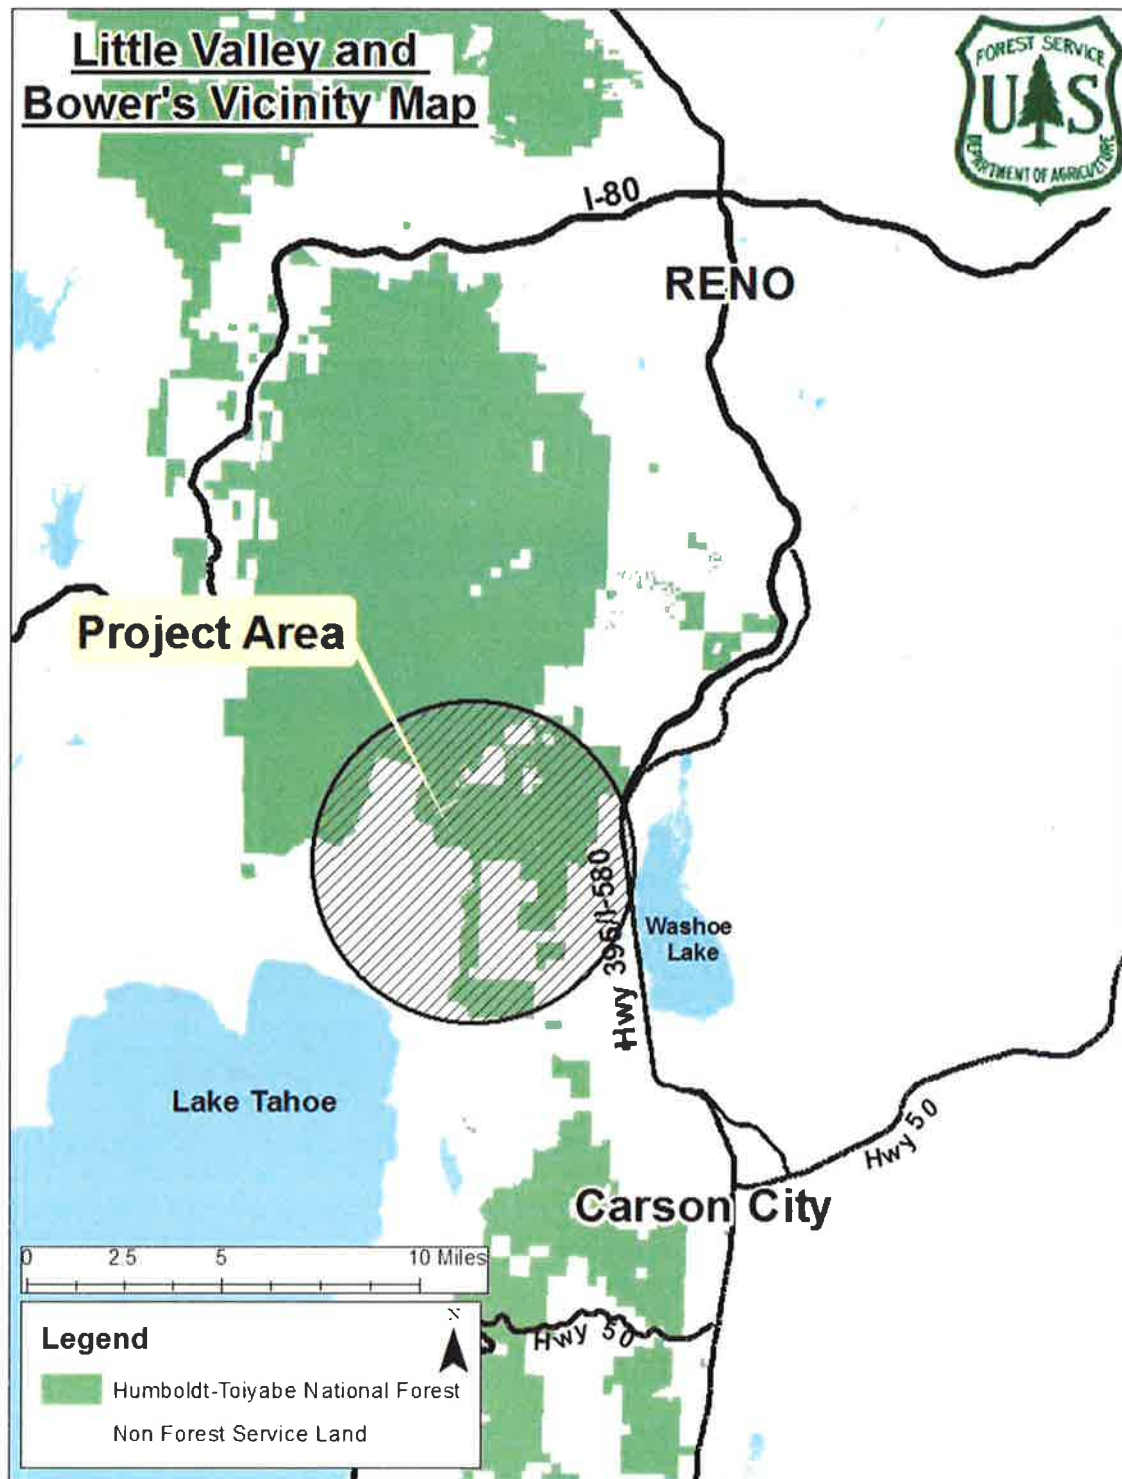 Little Valley and
Bower's Vicinity Map
FOREST SERVICE
U S
DEPARTMENT OF AGRICULTURE
I-80
RENO
Project Area
Hwy 395/I-580
Washoe
Lake
Lake Tahoe
Hwy 50
Carson City
0 2.5 5 10 Miles
Hwy 50
Legend
N
Humboldt-Toiyabe National Forest
Non Forest Service Land